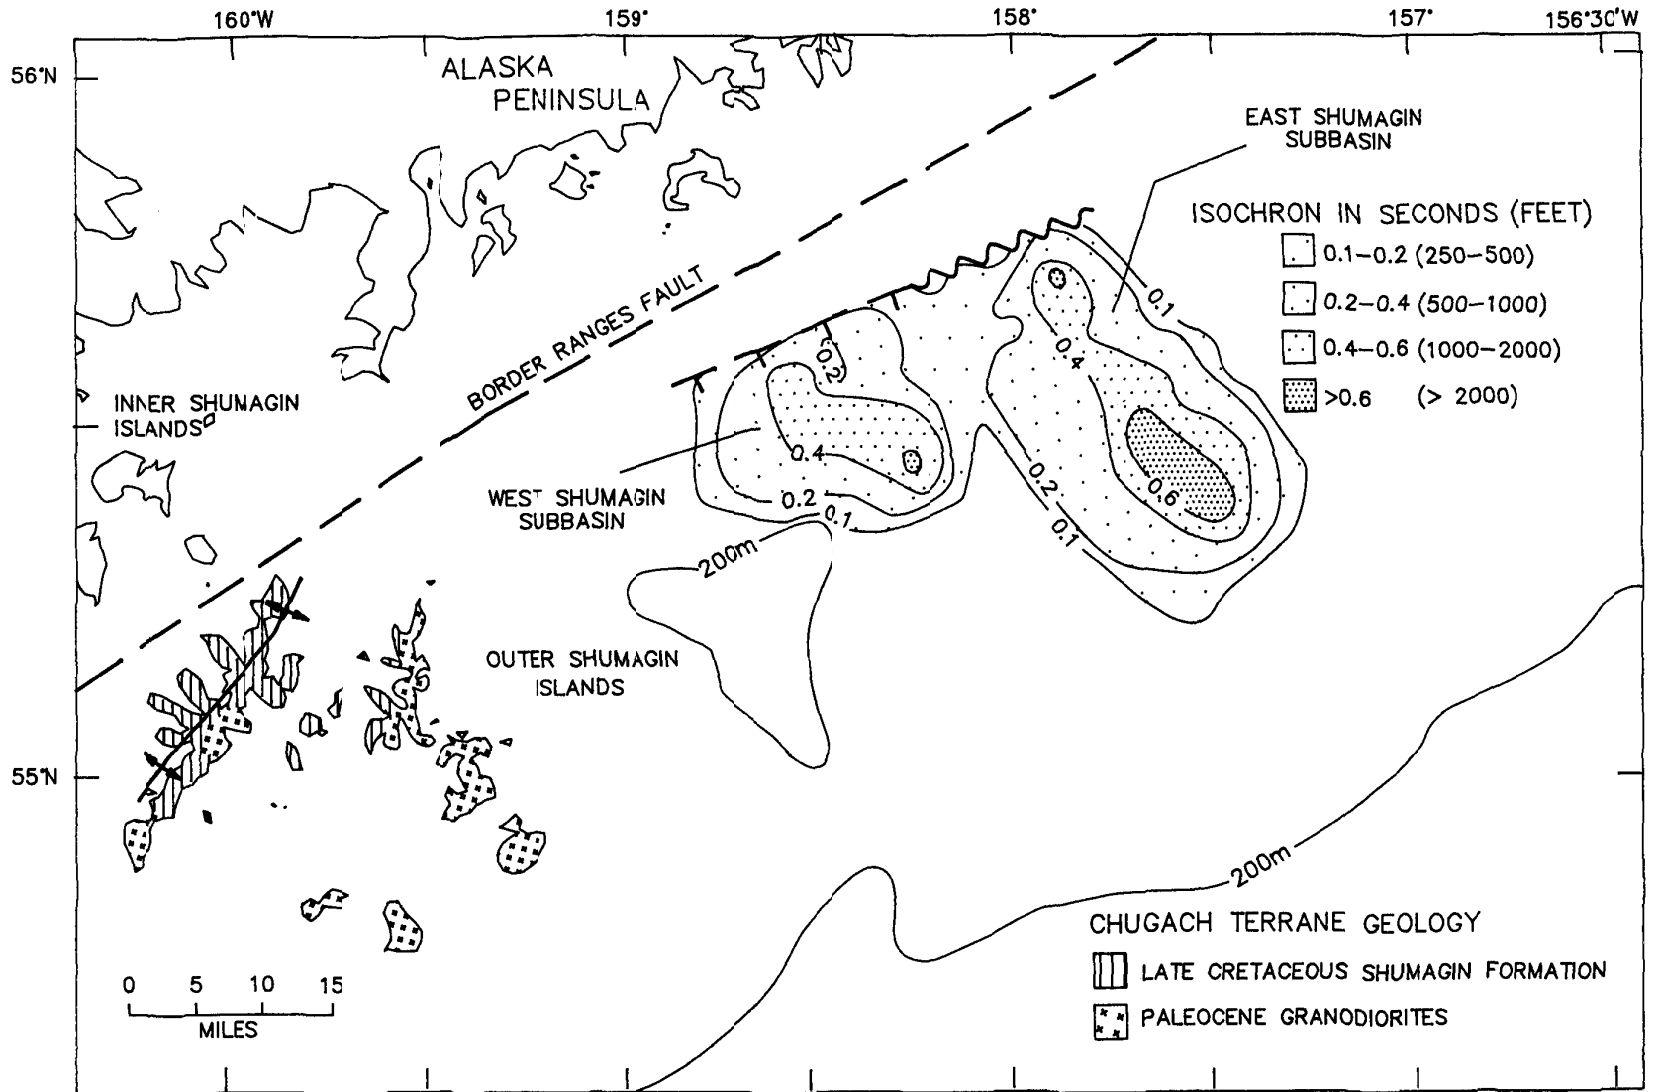 160°W 159° 158° 157° 156°30'W
56°N
ALASKA
PENINSULA
EAST SHUMAGIN
SUBBASIN
ISOCHRON IN SECONDS (FEET)
0.1–0.2 (250–500)
0.2–0.4 (500–1000)
0.4–0.6 (1000–2000)
>0.6 (> 2000)
BORDER RANGES FAULT
0.1
0.2
0.4
INNER SHUMAGIN
ISLANDS
0.4
0.2
0.6
WEST SHUMAGIN
SUBBASIN
0.2
0.1
0.1
200m
OUTER SHUMAGIN
ISLANDS
55°N
200m
CHUGACH TERRANE GEOLOGY
LATE CRETACEOUS SHUMAGIN FORMATION
PALEOCENE GRANODIORITES
0 5 10 15
MILES